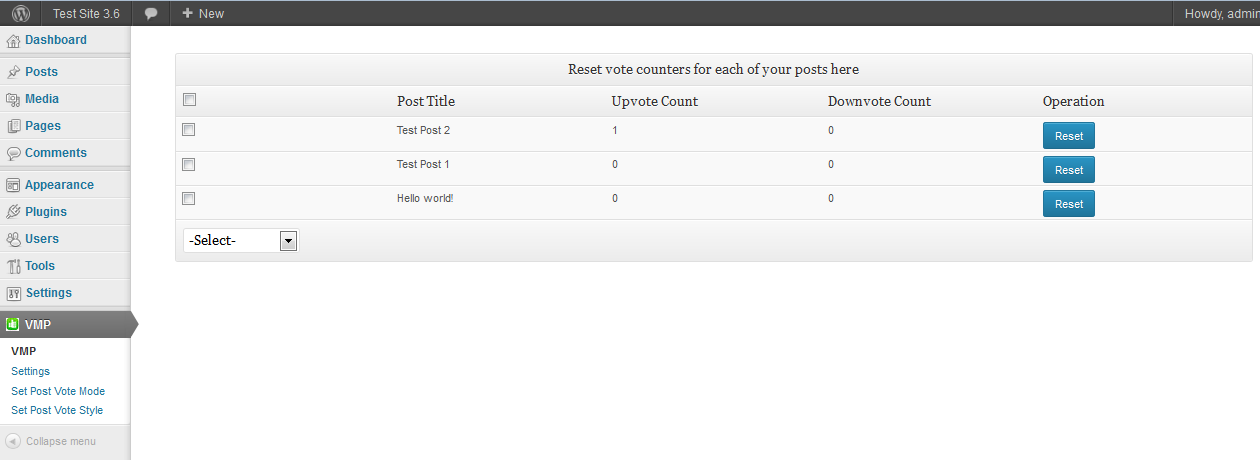 Test Site 3.6 New Howdy, admin
Dashboard
Posts
Media
Pages
Comments
Appearance
Plugins
Users
Tools
Settings
VMP
VMP
Settings
Set Post Vote Mode
Set Post Vote Style
Collapse menu
Reset vote counters for each of your posts here
Post Title Upvote Count Downvote Count Operation
Test Post 2 1 0 Reset
Test Post 1 0 0 Reset
Hello world! 0 0 Reset
-Select-